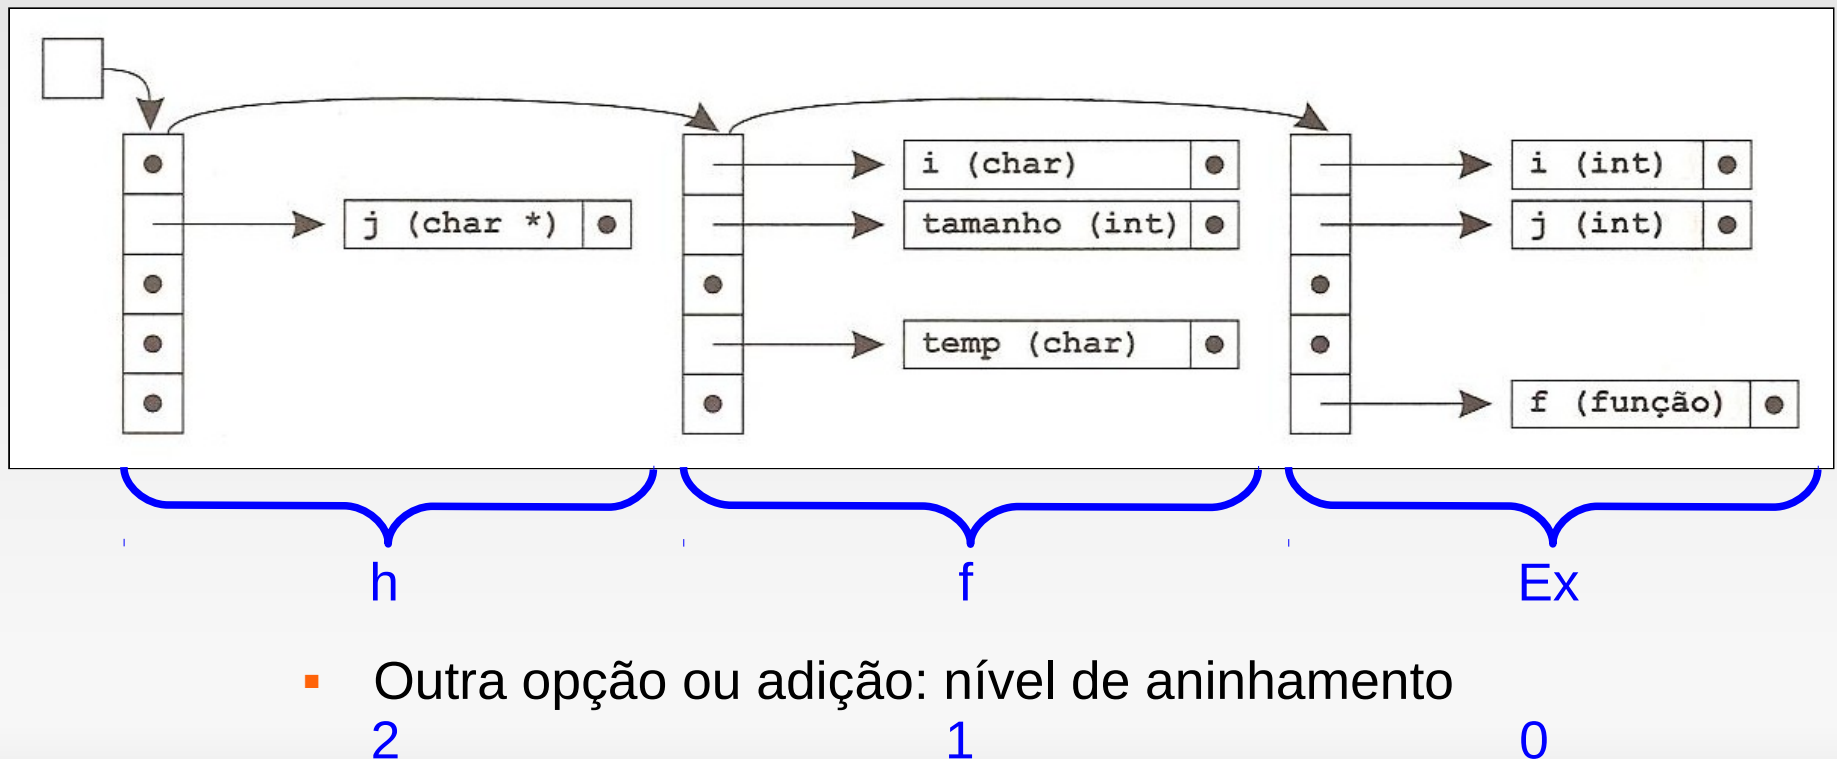 i (char)
i (int)
j (char *)
tamanho (int)
j (int)
temp (char)
f (função)
h
f
Ex
Outra opção ou adição: nível de aninhamento
2
1
0